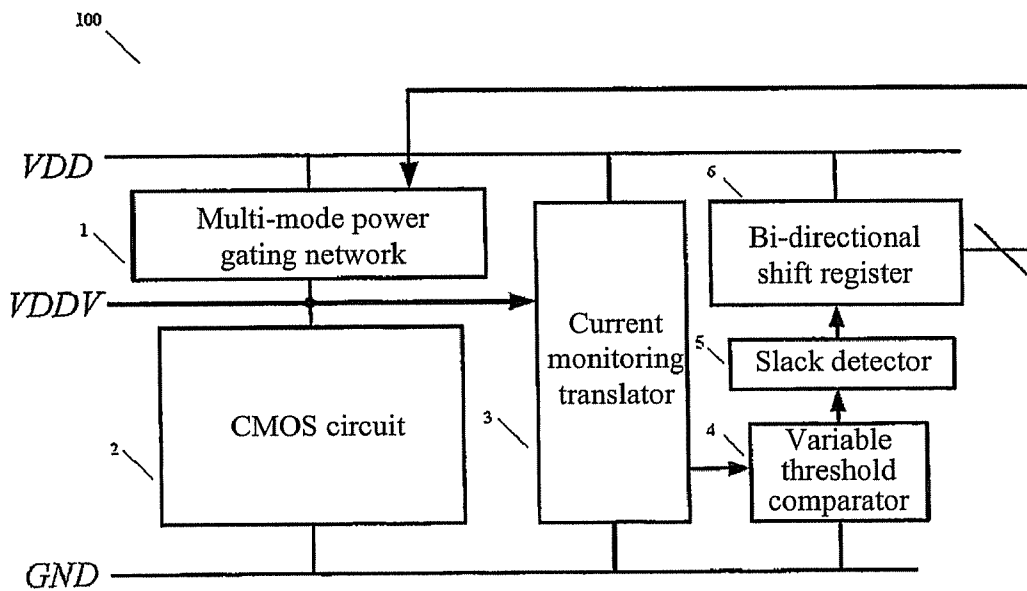 100
VDD
6
1
Multi-mode power
gating network
Bi-directional
shift register
VDDV
Current
monitoring
translator
5
Slack detector
2
CMOS circuit
3
4
Variable
threshold
comparator
GND